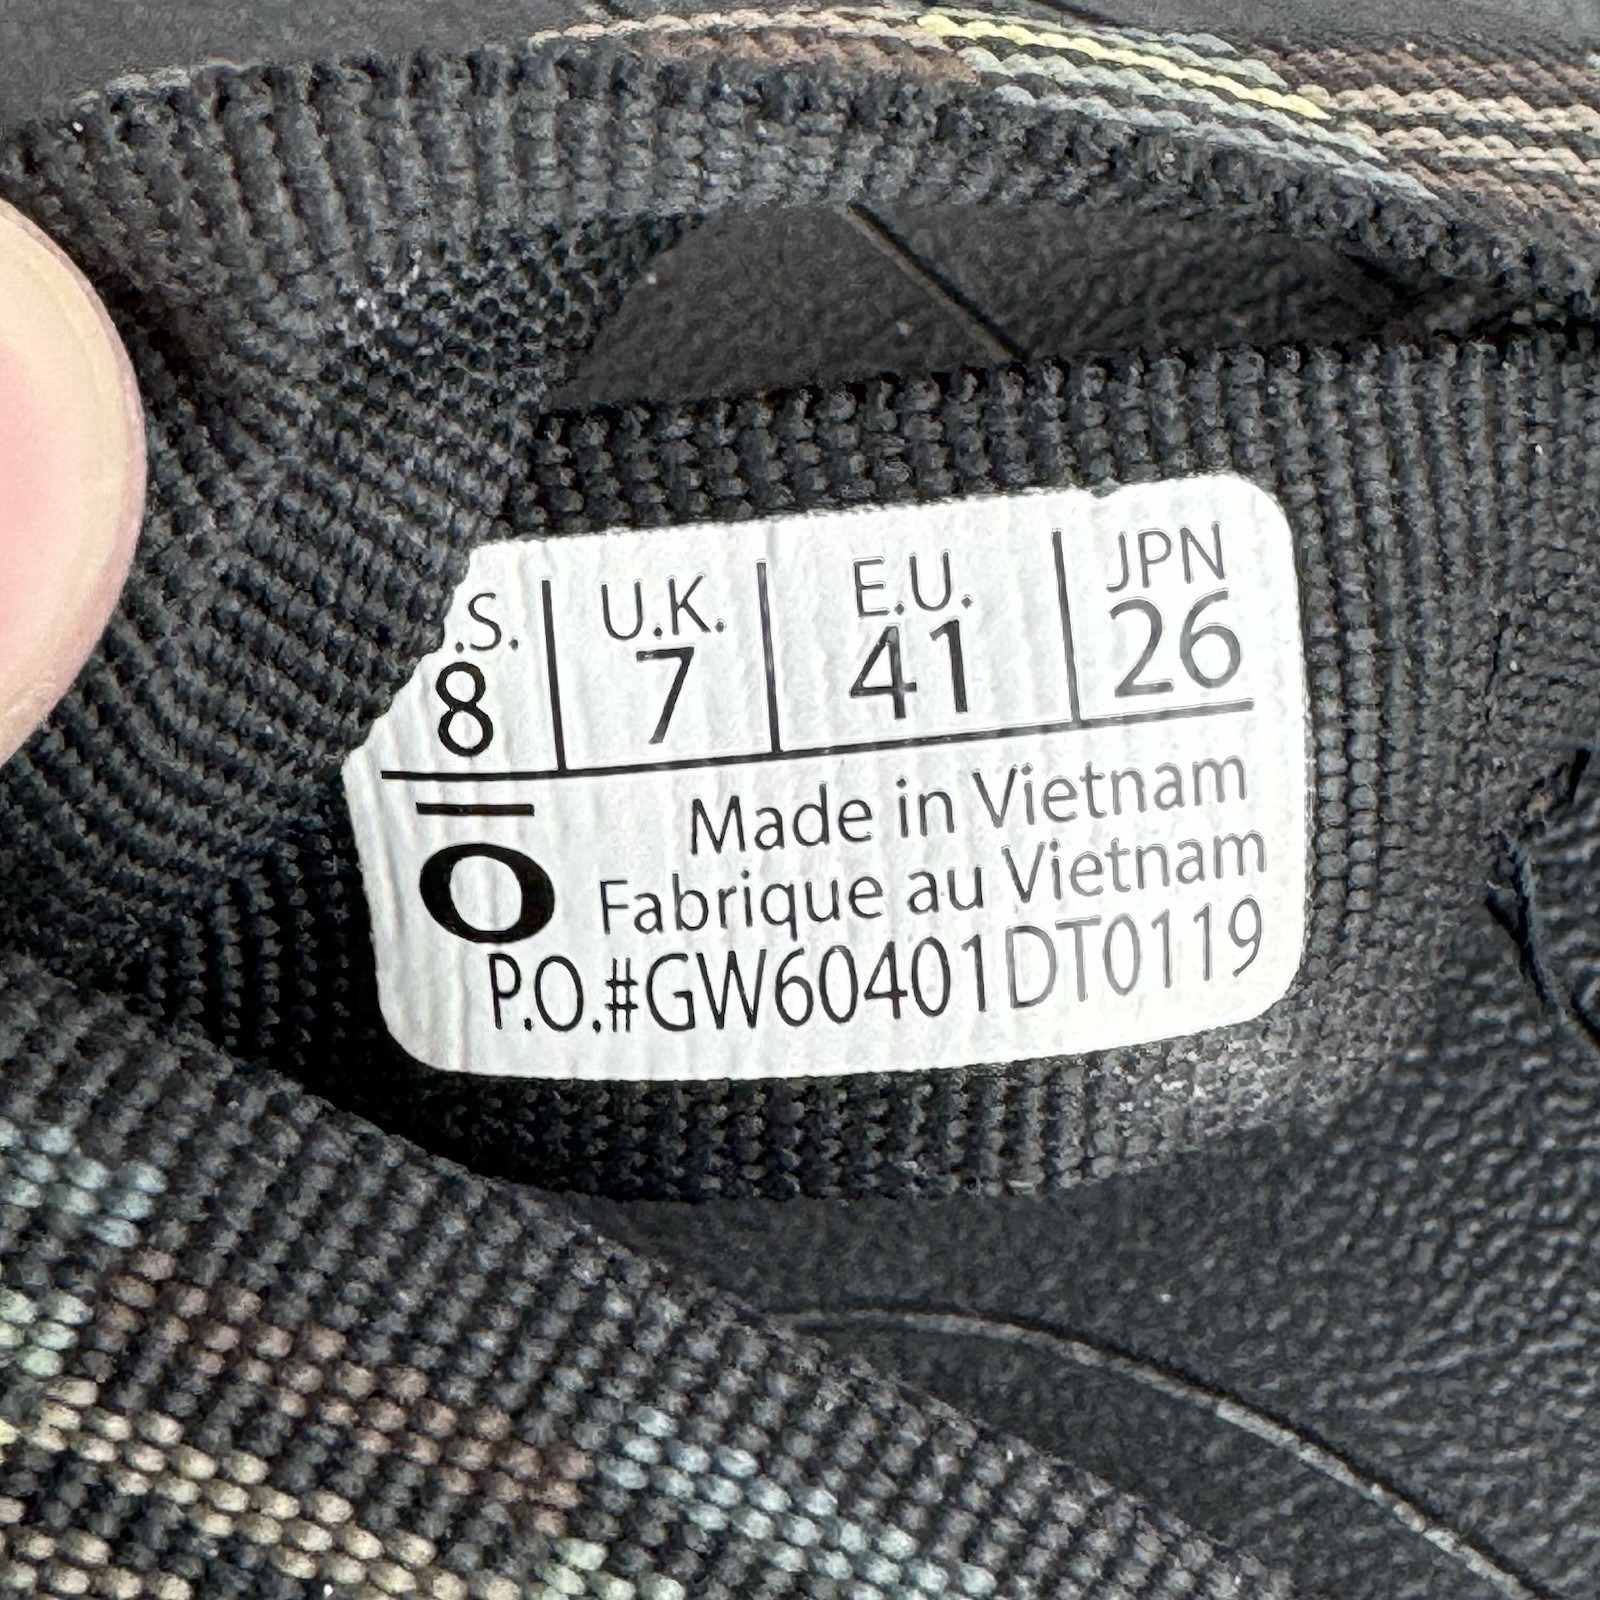 .S. U.K. E.U. JPN
8 7 41 26
Made in Vietnam
O Fabrique au Vietnam
P.O.#GW60401DT0119